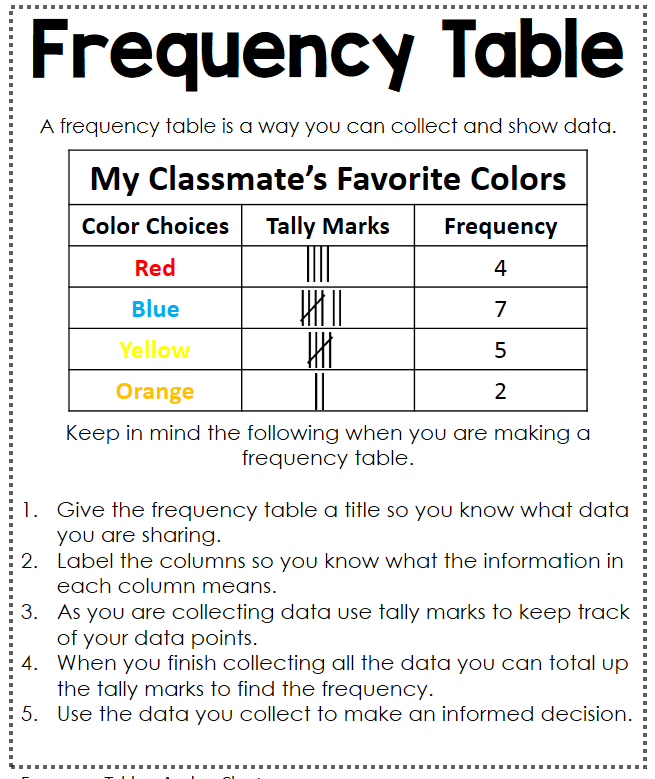 Frequency Table
A frequency table is a way you can collect and show data.
My Classmate's Favorite Colors
Color Choices Tally Marks Frequency
Red 4
Blue 7
Yellow 5
Orange 2
Keep in mind the following when you are making a
frequency table.
1. Give the frequency table a title so you know what data
you are sharing.
2. Label the columns so you know what the information in
each column means.
3. As you are collecting data use tally marks to keep track
of your data points.
4. When you finish collecting all the data you can total up
the tally marks to find the frequency.
5. Use the data you collect to make an informed decision.